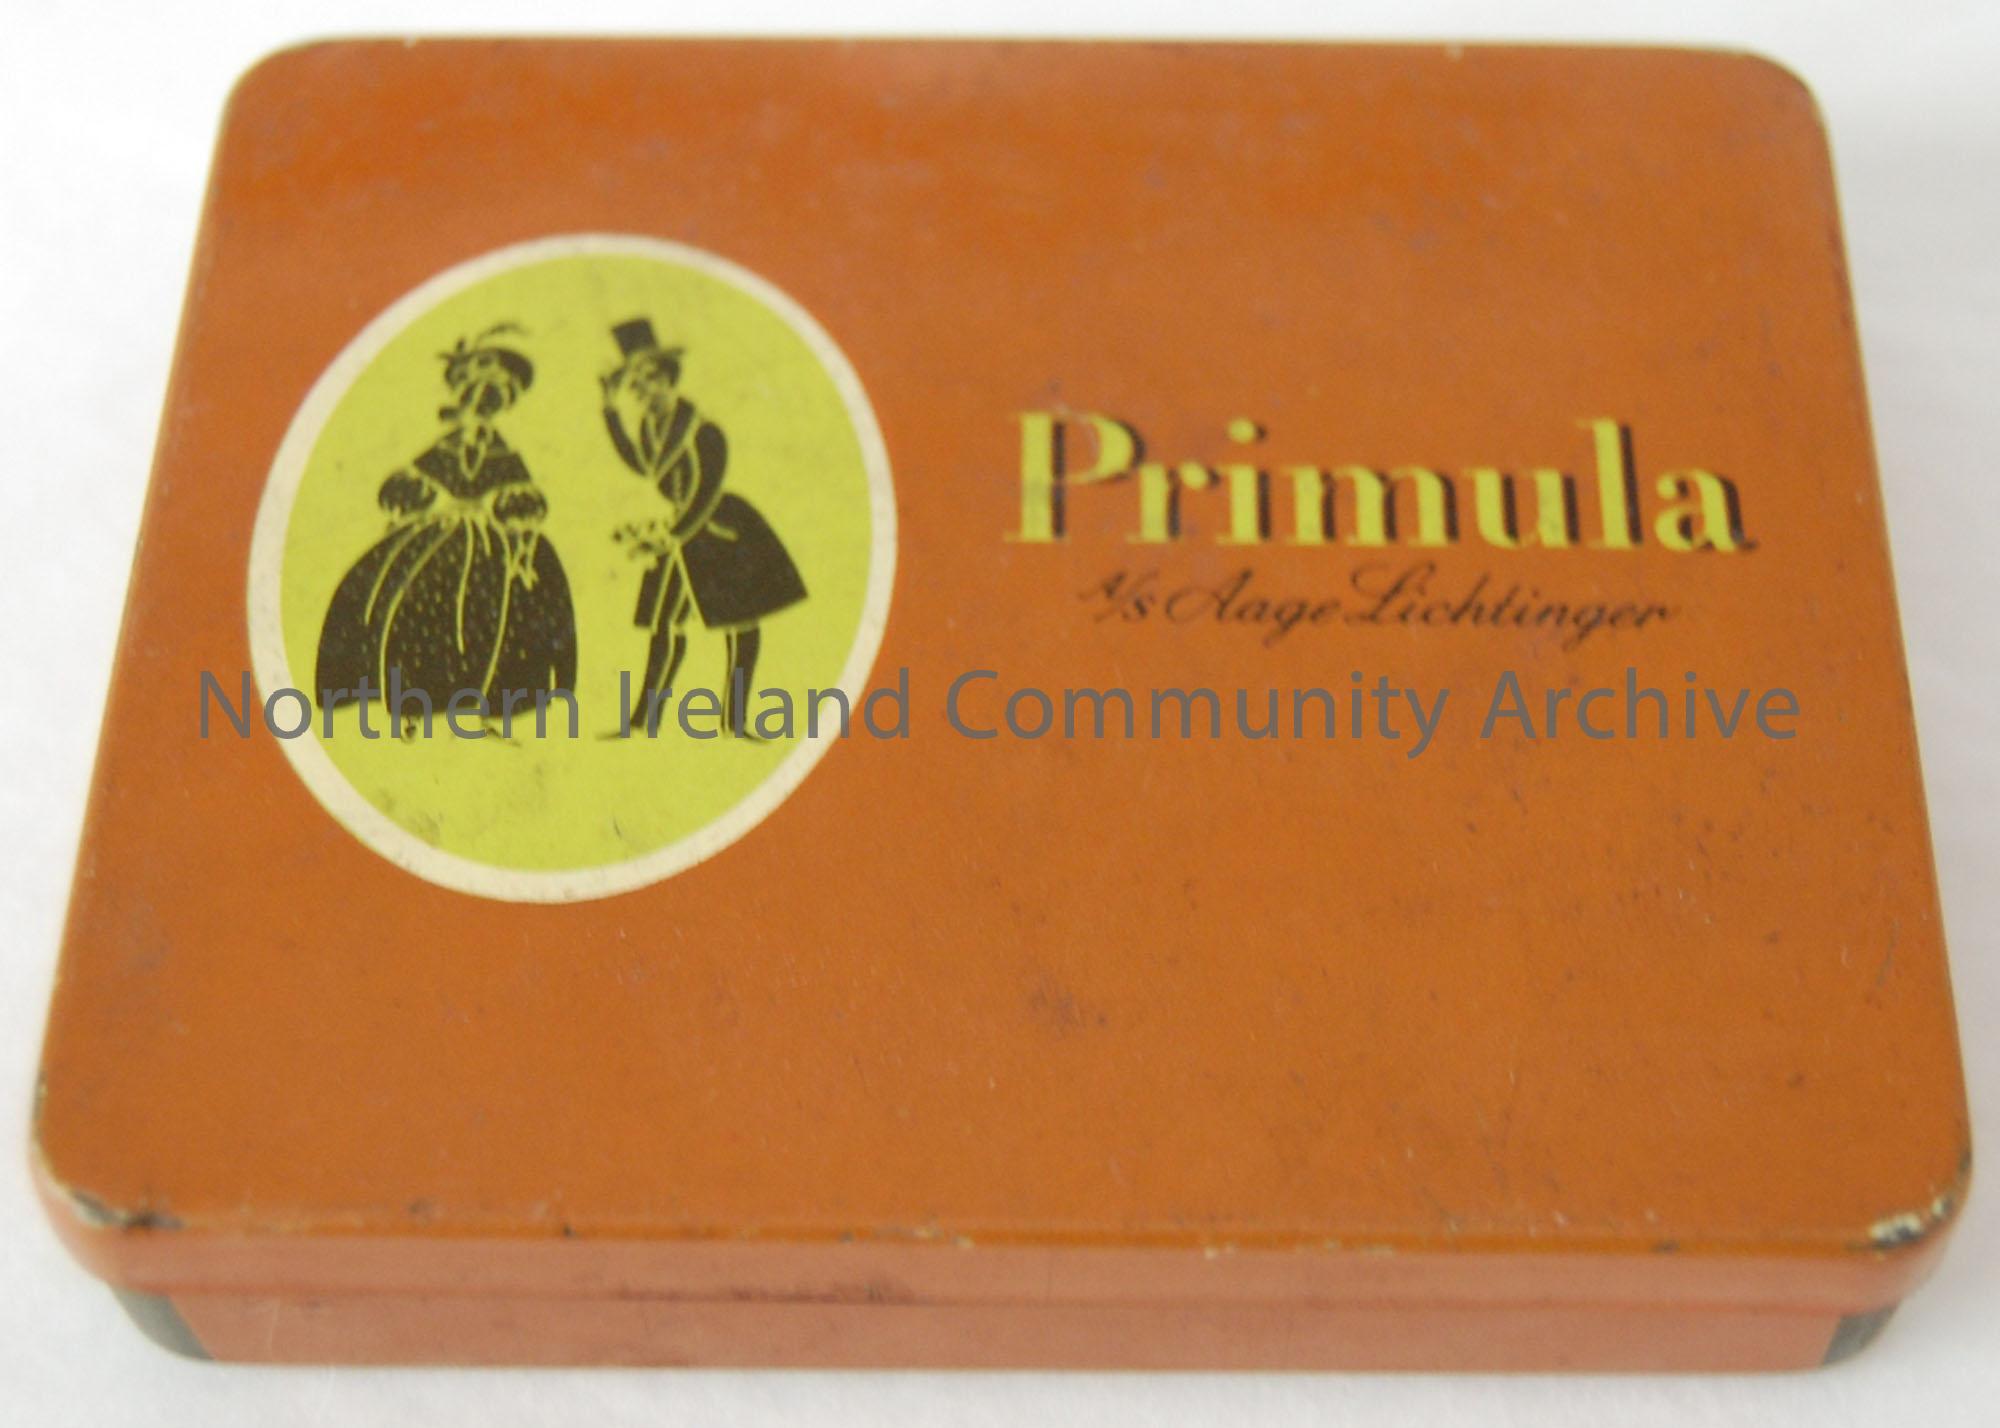 Primula
A/S Aage Lichtinger
Northern Ireland Community Archive